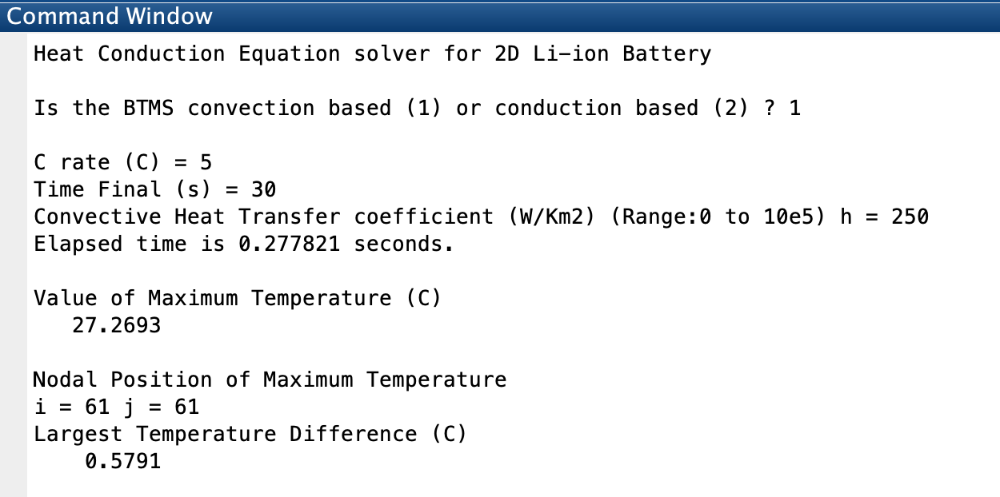 Command Window
Heat Conduction Equation solver for 2D Li-ion Battery
Is the BTMS convection based (1) or conduction based (2) ? 1
C rate (C) = 5
Time Final (s) = 30
Convective Heat Transfer coefficient (W/Km2) (Range:0 to 10e5) h = 250
Elapsed time is 0.277821 seconds.
Value of Maximum Temperature (C)
27.2693
Nodal Position of Maximum Temperature
i = 61 j = 61
Largest Temperature Difference (C)
0.5791